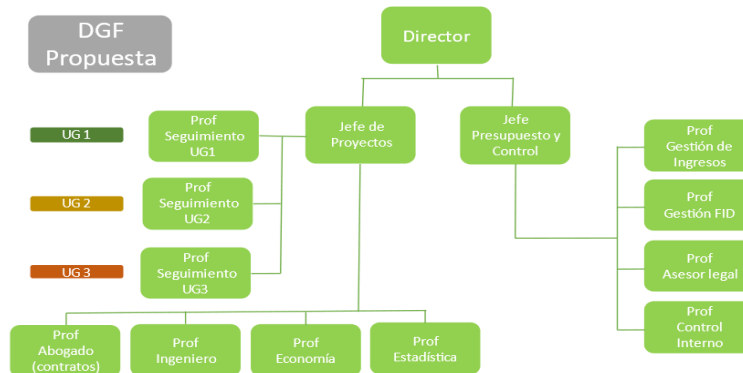 DGF
Propuesta
Director
UG 1
Prof
Seguimiento
UG1
Jefe de
Proyectos
Jefe
Presupuesto y
Control
Prof
Gestión de
Ingresos
UG 2
Prof
Seguimiento
UG2
Prof
Gestión FID
UG 3
Prof
Seguimiento
UG3
Prof
Asesor legal
Prof
Abogado
(contratos)
Prof
Ingeniero
Prof
Economía
Prof
Estadística
Prof
Control
Interno